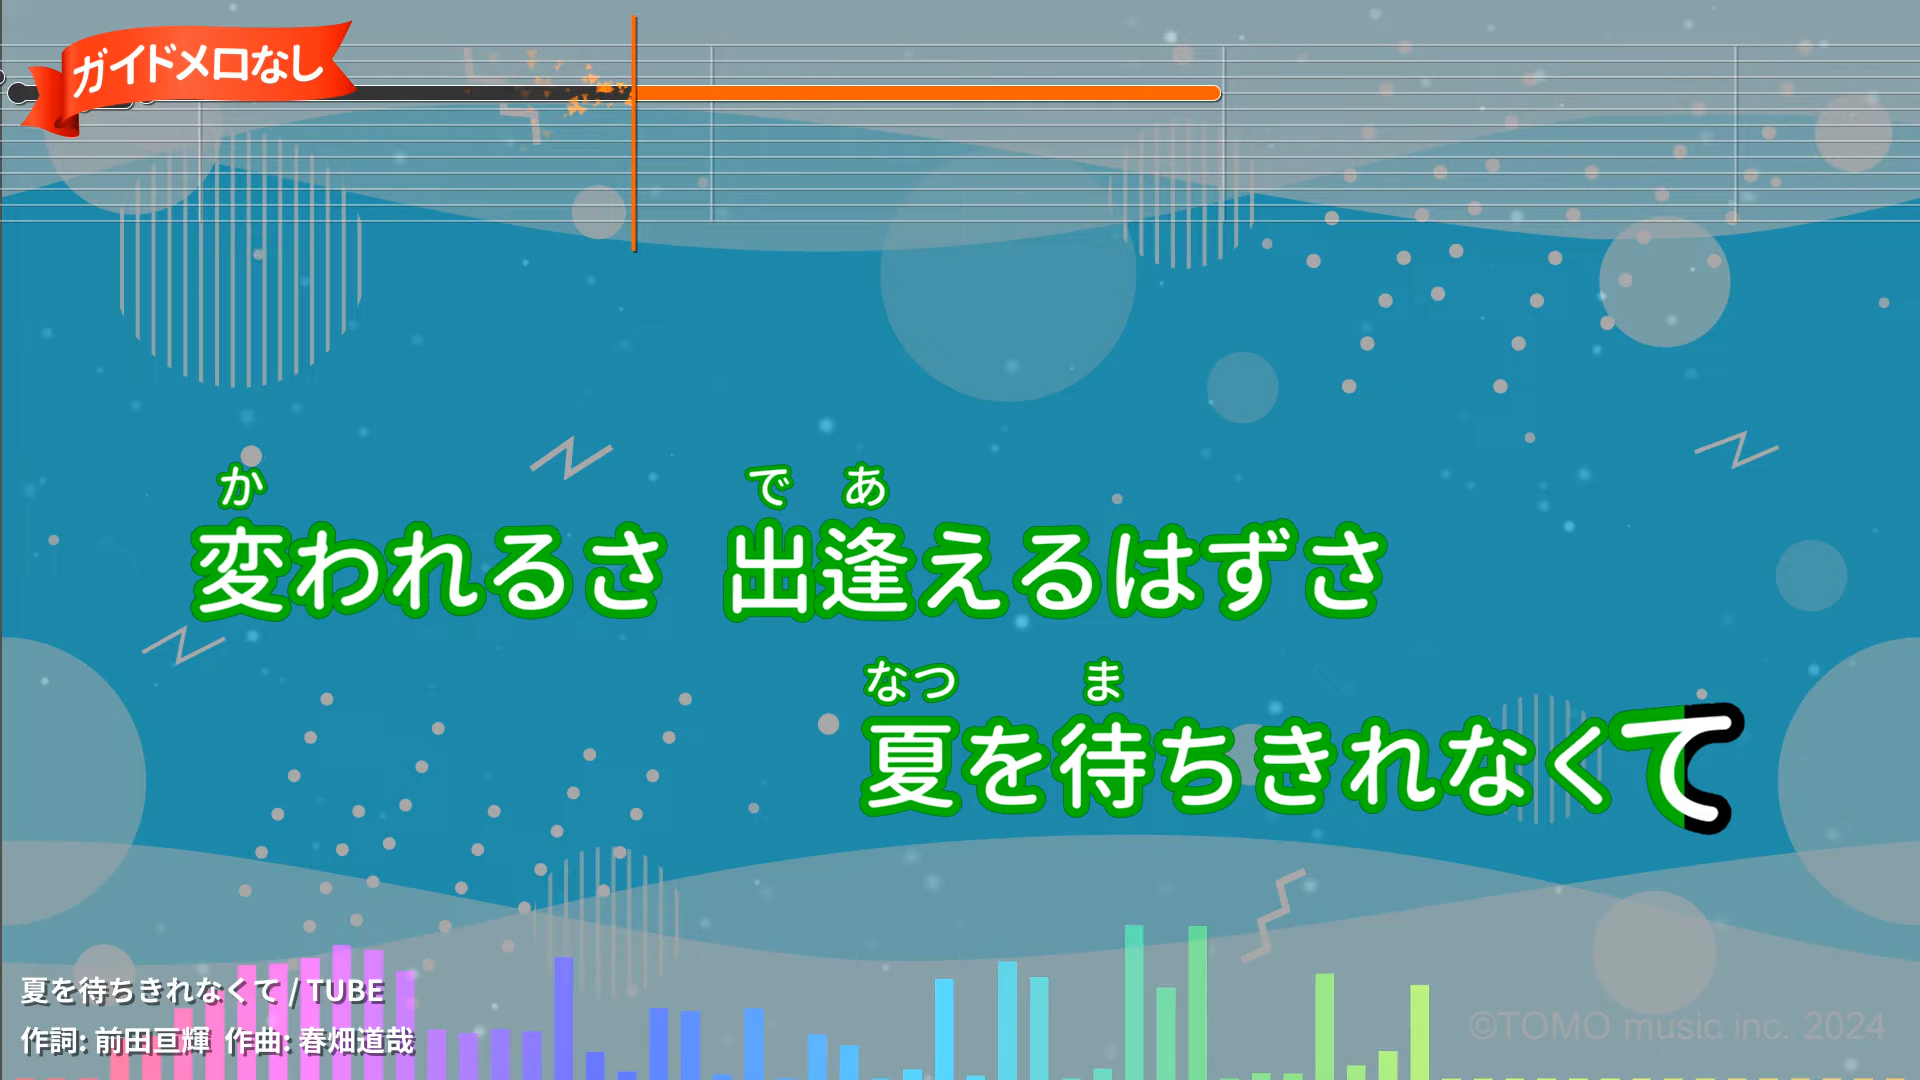 ガイドメロなし
か で あ
変われるさ 出逢えるはずさ
なつ ま
夏を待ちきれなくて
夏を待ちきれなくて / TUBE
作詞: 前田亘輝 作曲: 春畑道哉
©TOMO music inc. 2024